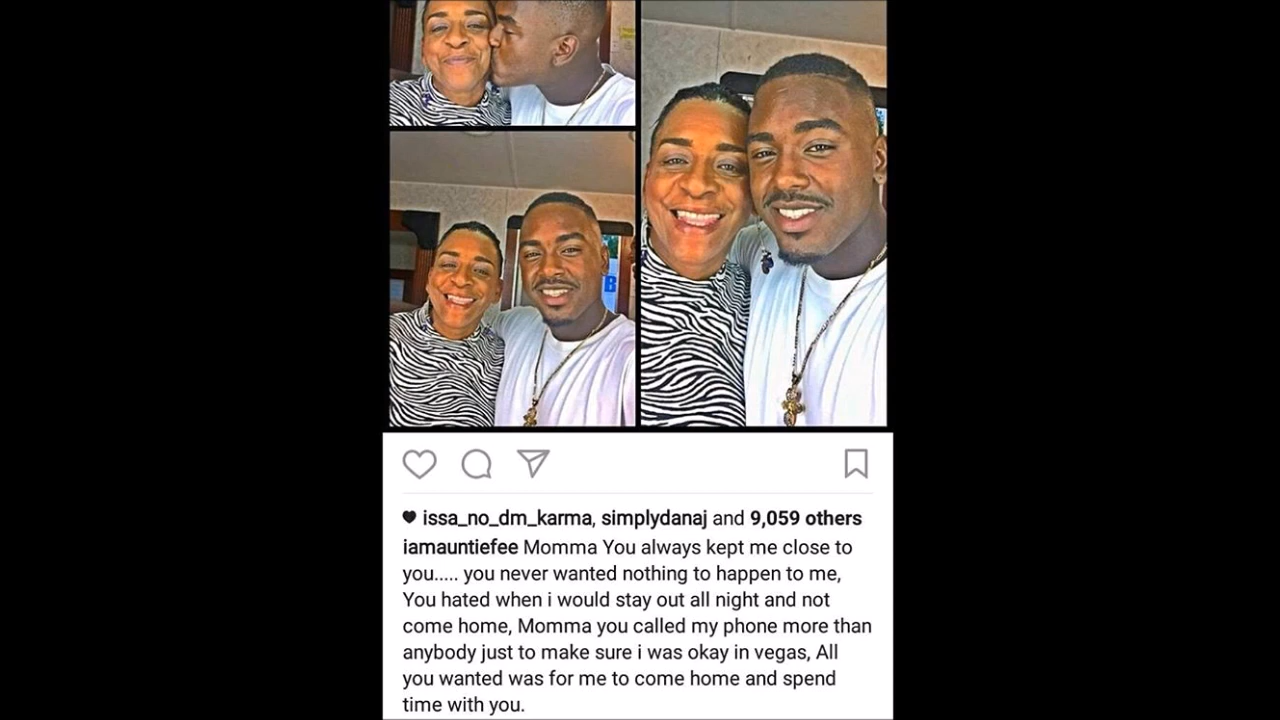 B
issa_no_dm_karma, simplydanaj and 9,059 others
iamauntiefee Momma You always kept me close to
you..... you never wanted nothing to happen to me,
You hated when i would stay out all night and not
come home, Momma you called my phone more than
anybody just to make sure i was okay in vegas, All
you wanted was for me to come home and spend
time with you.